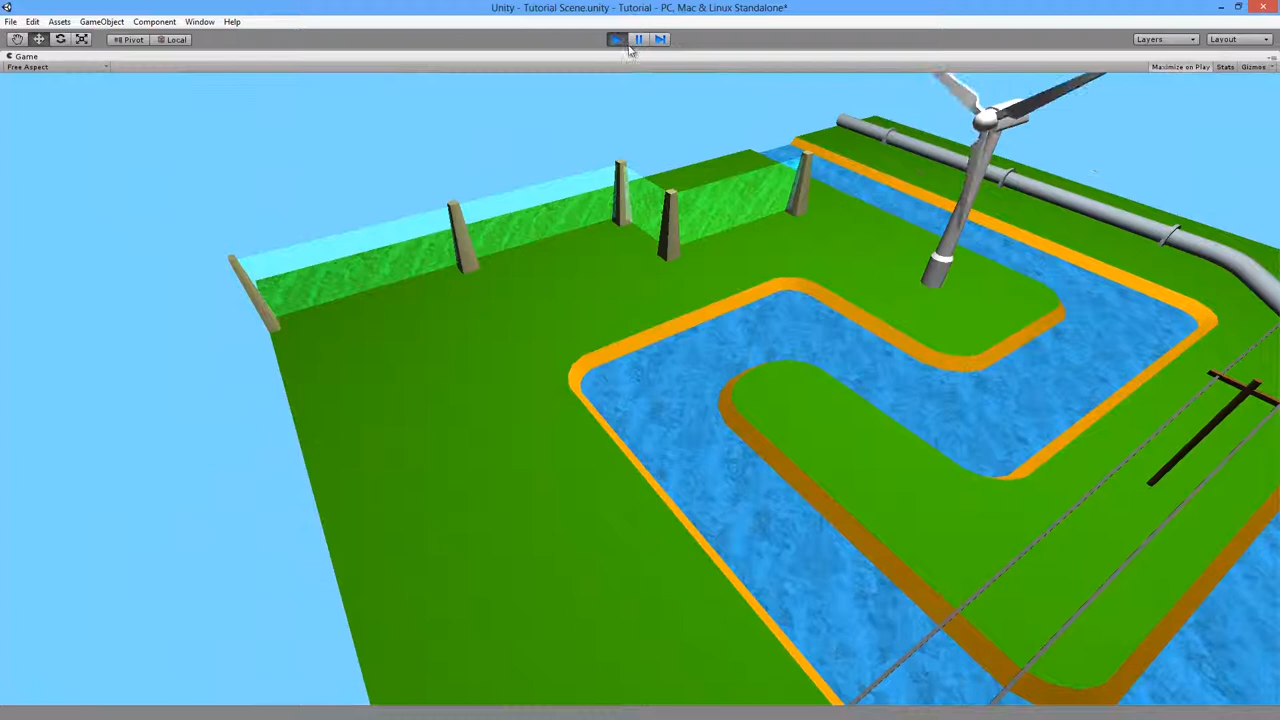 Unity - Tutorial Scene.unity - Tutorial - PC, Mac & Linux Standalone*
File Edit Assets GameObject Component Window Help
Pivot Local Layers Layout
Game
Free Aspect Maximize on Play Stats Gizmos